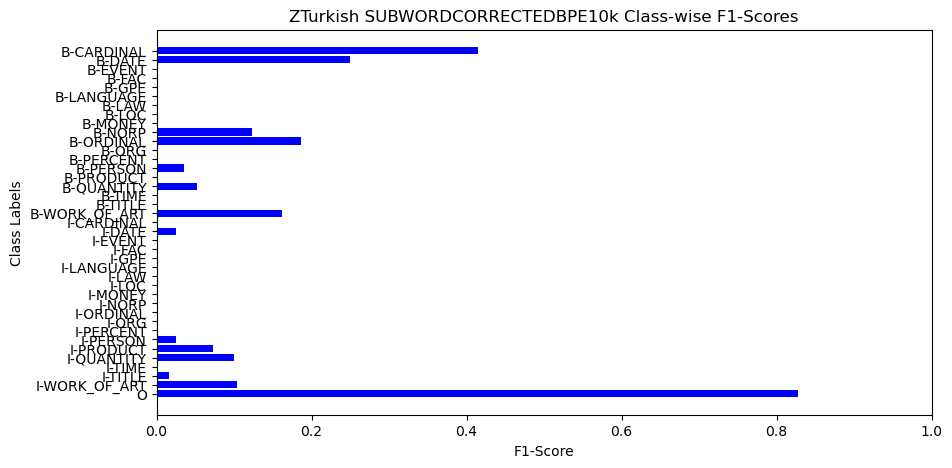 ZTurkish SUBWORDCORRECTEDBPE10k Class-wise F1-Scores
B-CARDINAL
B-DATE
B-EVENT
B-FAC
B-GPE
B-LANGUAGE
B-LAW
B-LOC
B-MONEY
B-NORP
B-ORDINAL
B-ORG
B-PERCENT
B-PERSON
B-PRODUCT
B-QUANTITY
B-TIME
B-TITLE
B-WORK_OF_ART
I-CARDINAL
I-DATE
I-EVENT
I-FAC
I-GPE
I-LANGUAGE
I-LAW
I-LOC
I-MONEY
I-NORP
I-ORDINAL
I-ORG
I-PERCENT
I-PERSON
I-PRODUCT
I-QUANTITY
I-TIME
I-TITLE
I-WORK_OF_ART
O
Class Labels
0.0 0.2 0.4 0.6 0.8 1.0
F1-Score